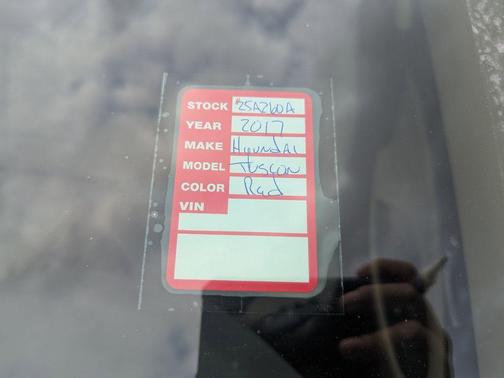 STOCK #25A260A
YEAR 2017
MAKE Hyundai
MODEL Tuscon
COLOR Red
VIN